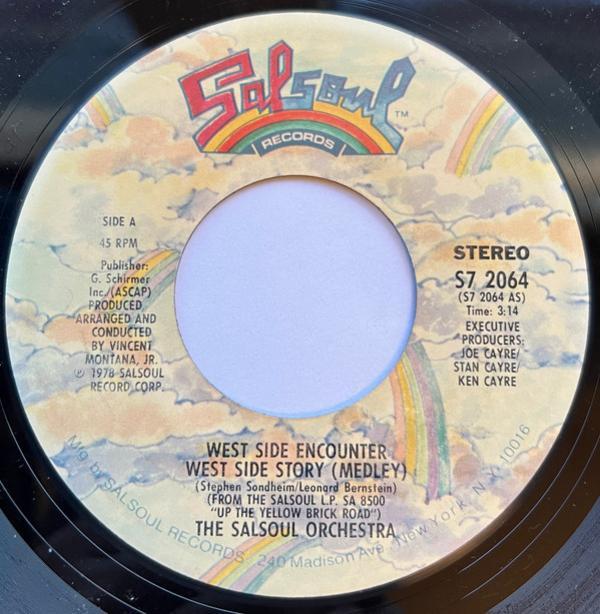 Salsoul TM
RECORDS
SIDE A
45 RPM
Publisher:
G. Schirmer
Inc. (ASCAP)
PRODUCED
ARRANGED AND
CONDUCTED
BY VINCENT
MONTANA, JR.
℗ 1978 SALSOUL
RECORD CORP.
STEREO
S7 2064
(S7 2064 AS)
Time: 3:14
EXECUTIVE
PRODUCERS:
JOE CAYRE/
STAN CAYRE/
KEN CAYRE
WEST SIDE ENCOUNTER
WEST SIDE STORY (MEDLEY)
(Stephen Sondheim/Leonard Bernstein)
(FROM THE SALSOUL L.P. SA 8500
"UP THE YELLOW BRICK ROAD")
THE SALSOUL ORCHESTRA
Mfg by SALSOUL RECORDS 240 Madison Ave New York, N.Y. 10016